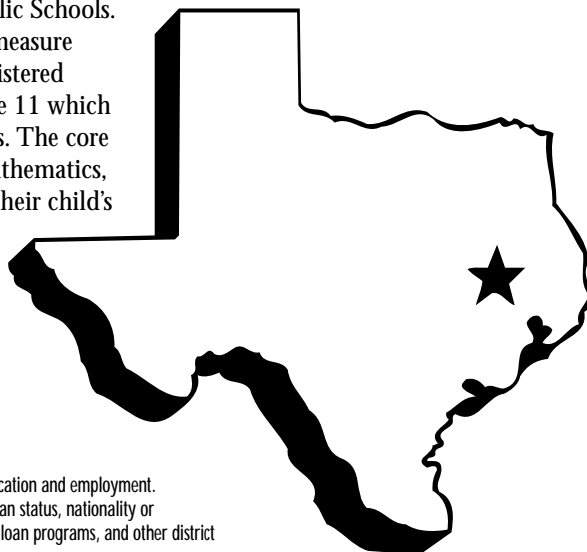 lic Schools.
measure
istered
e 11 which
s. The core
thematics,
heir child’s
cation and employment.
an status, nationality or
loan programs, and other district